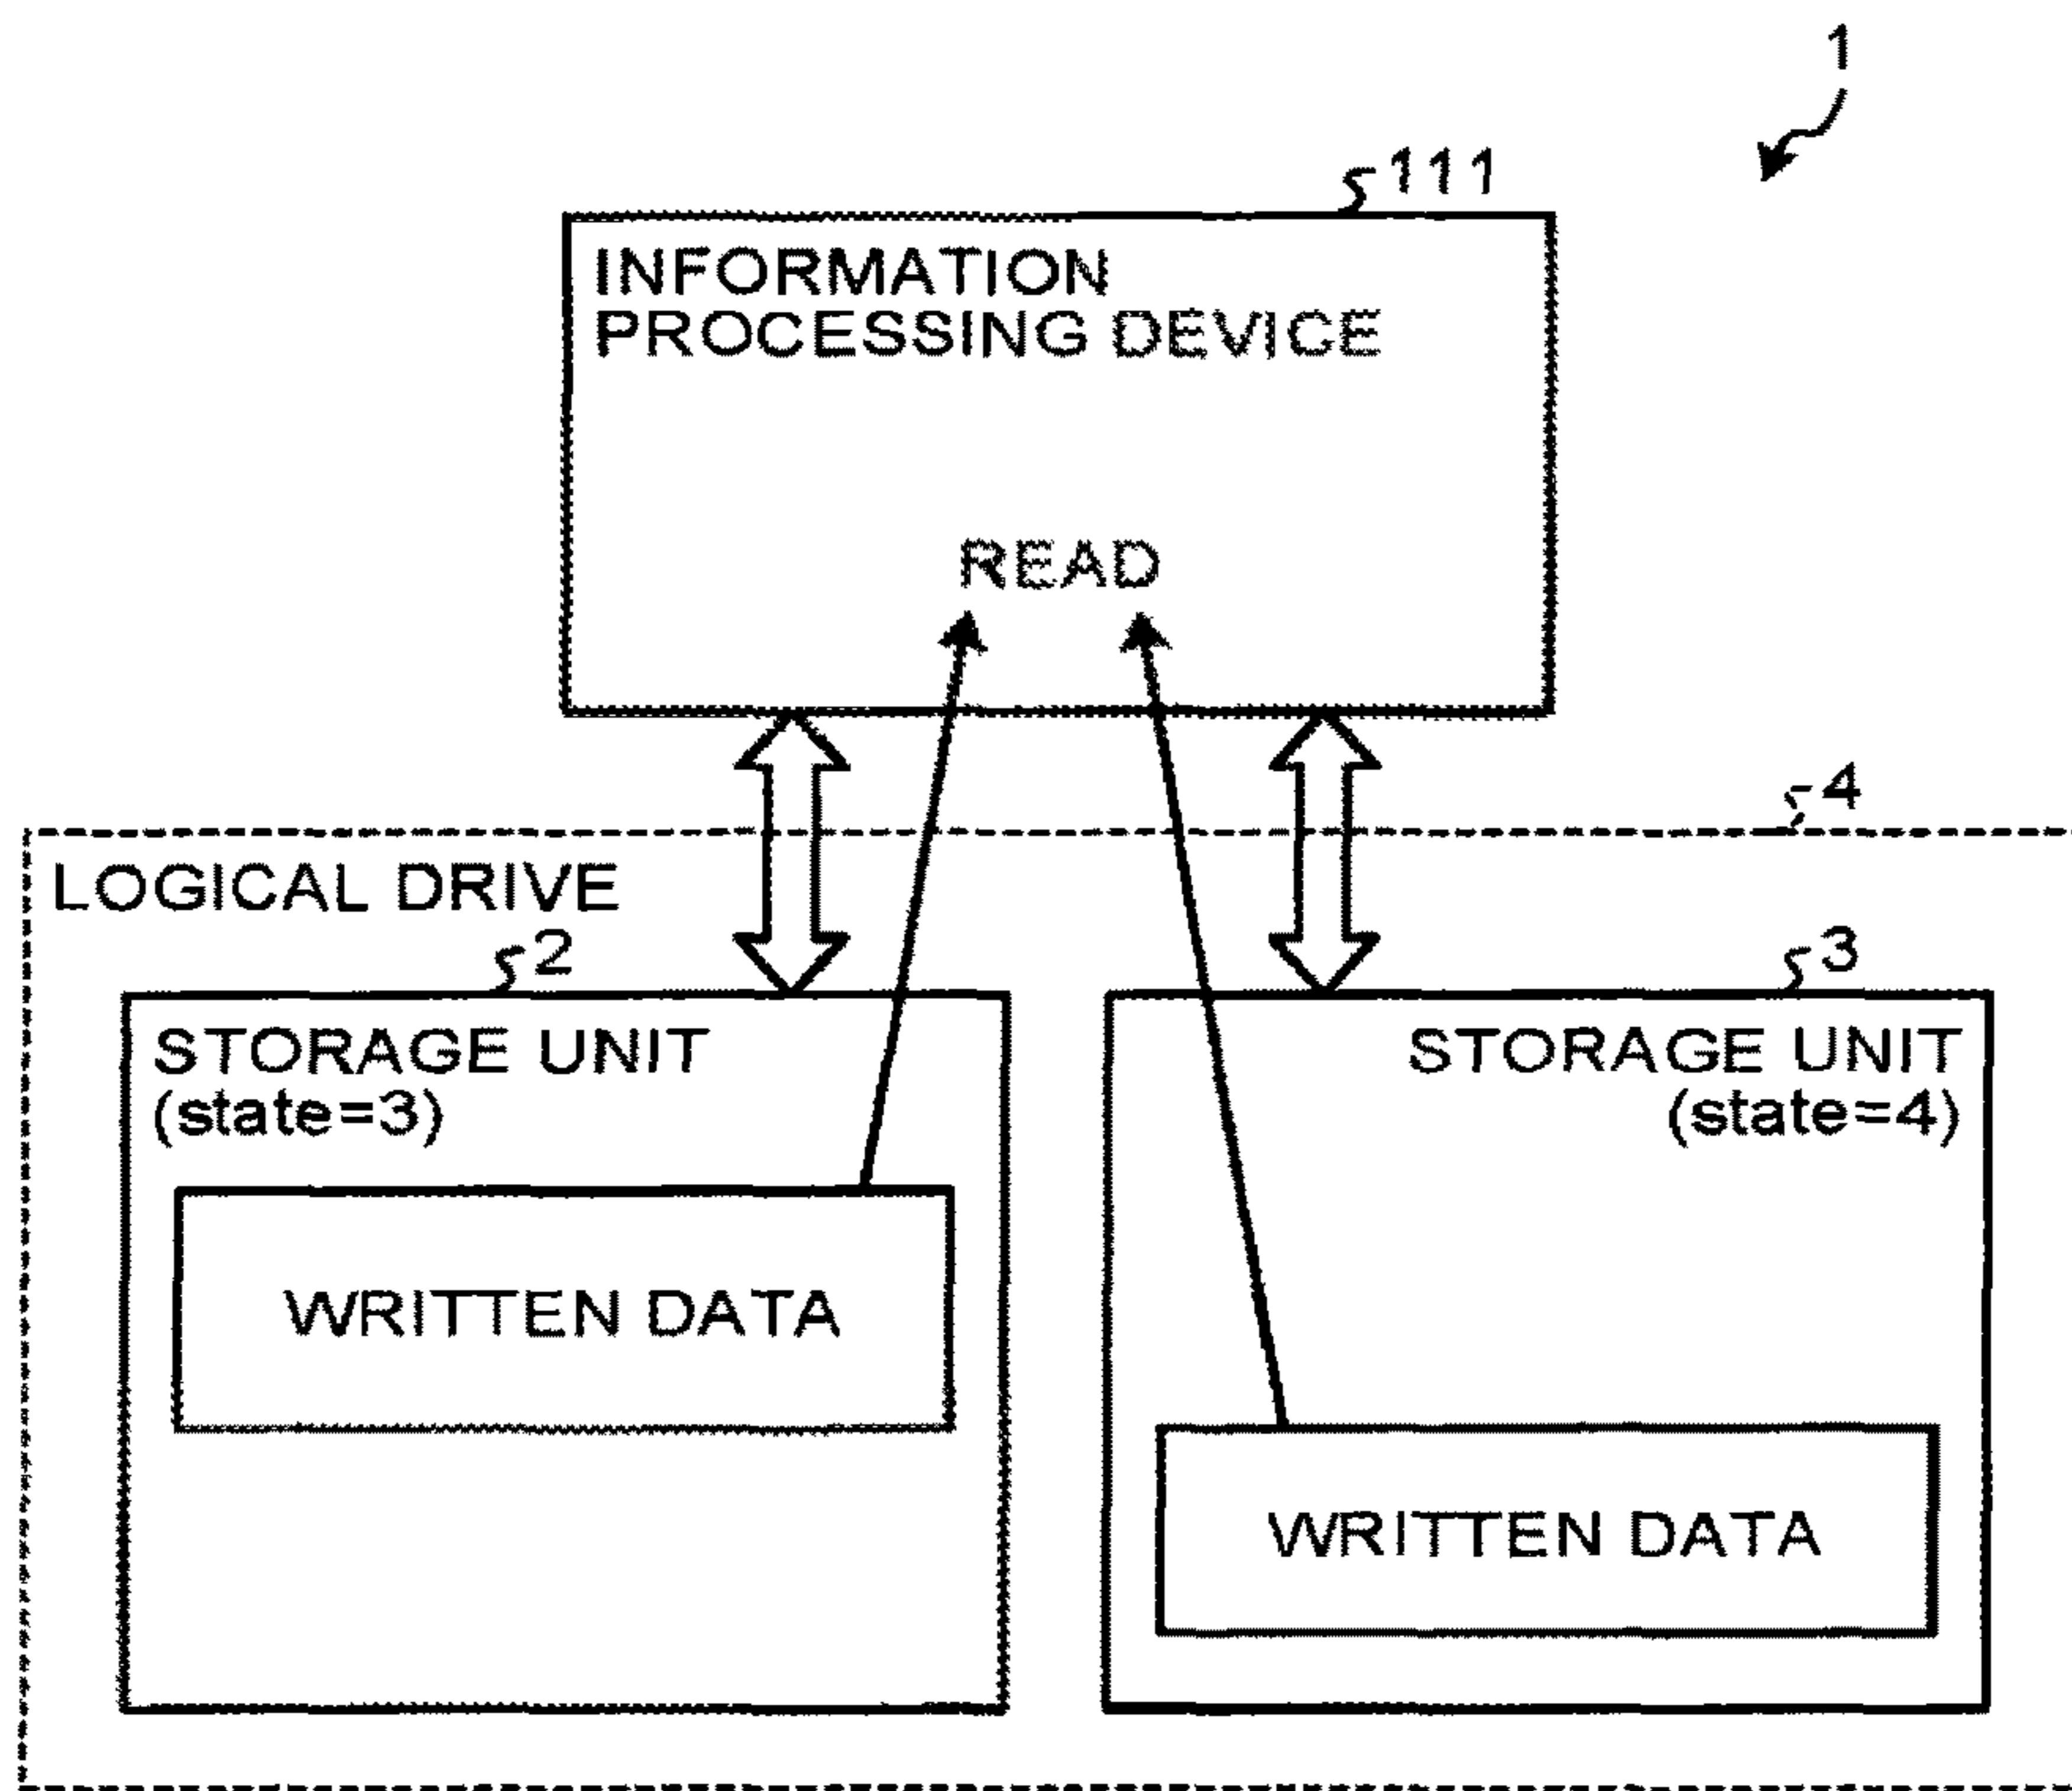 1
111
INFORMATION
PROCESSING DEVICE
READ
4
LOGICAL DRIVE
2
3
STORAGE UNIT
(state=3)
STORAGE UNIT
(state=4)
WRITTEN DATA
WRITTEN DATA